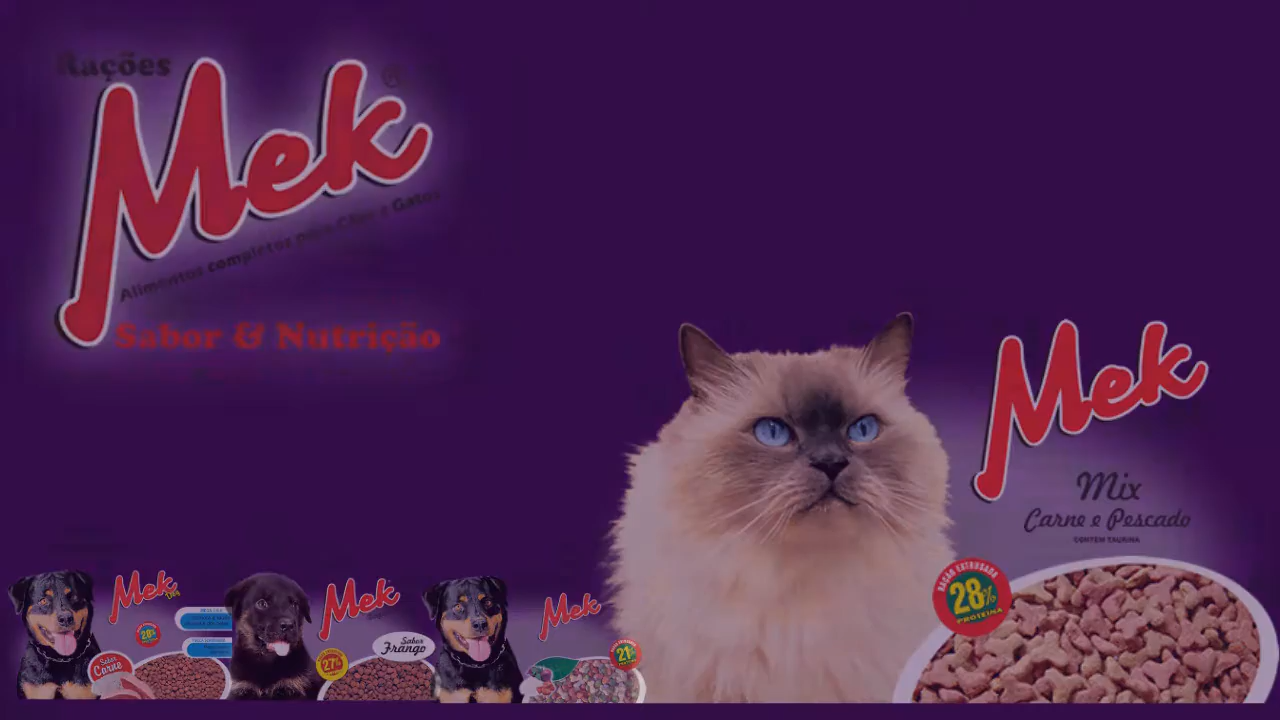 Rações
Mek
®
Alimentos completos para Cães e Gatos
Sabor & Nutrição
Mek
Mix
Carne e Pescado
CONTEM TAURINA
RAÇÃO EXTRUSADA
28%
PROTEINA
Mek
28%
Sabor
Carne
Mek
27%
Sabor
Frango
Mek
21%